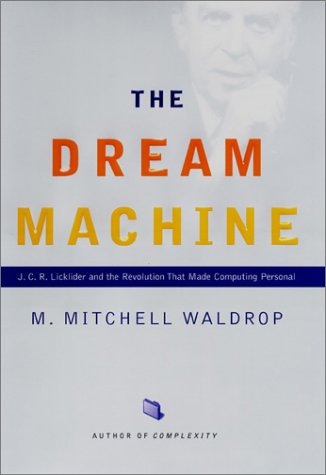 THE
DREAM
MACHINE
J. C. R. Licklider and the Revolution That Made Computing Personal
M. MITCHELL WALDROP
AUTHOR OF COMPLEXITY